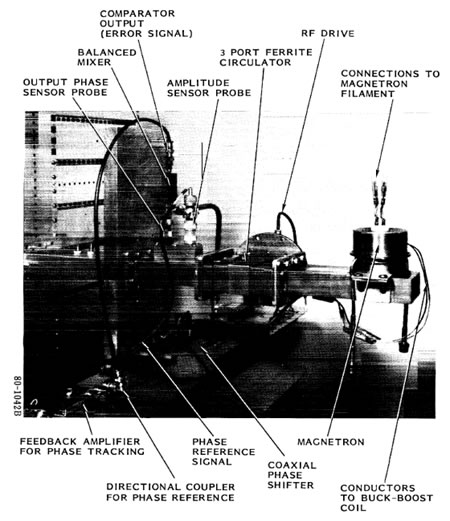 COMPARATOR
OUTPUT
(ERROR SIGNAL)
BALANCED
MIXER
OUTPUT PHASE
SENSOR PROBE
3 PORT FERRITE
CIRCULATOR
AMPLITUDE
SENSOR PROBE
RF DRIVE
CONNECTIONS TO
MAGNETRON
FILAMENT
80-1042B
FEEDBACK AMPLIFIER
FOR PHASE TRACKING
DIRECTIONAL COUPLER
FOR PHASE REFERENCE
PHASE
REFERENCE
SIGNAL
COAXIAL
PHASE
SHIFTER
MAGNETRON
CONDUCTORS
TO BUCK-BOOST
COIL